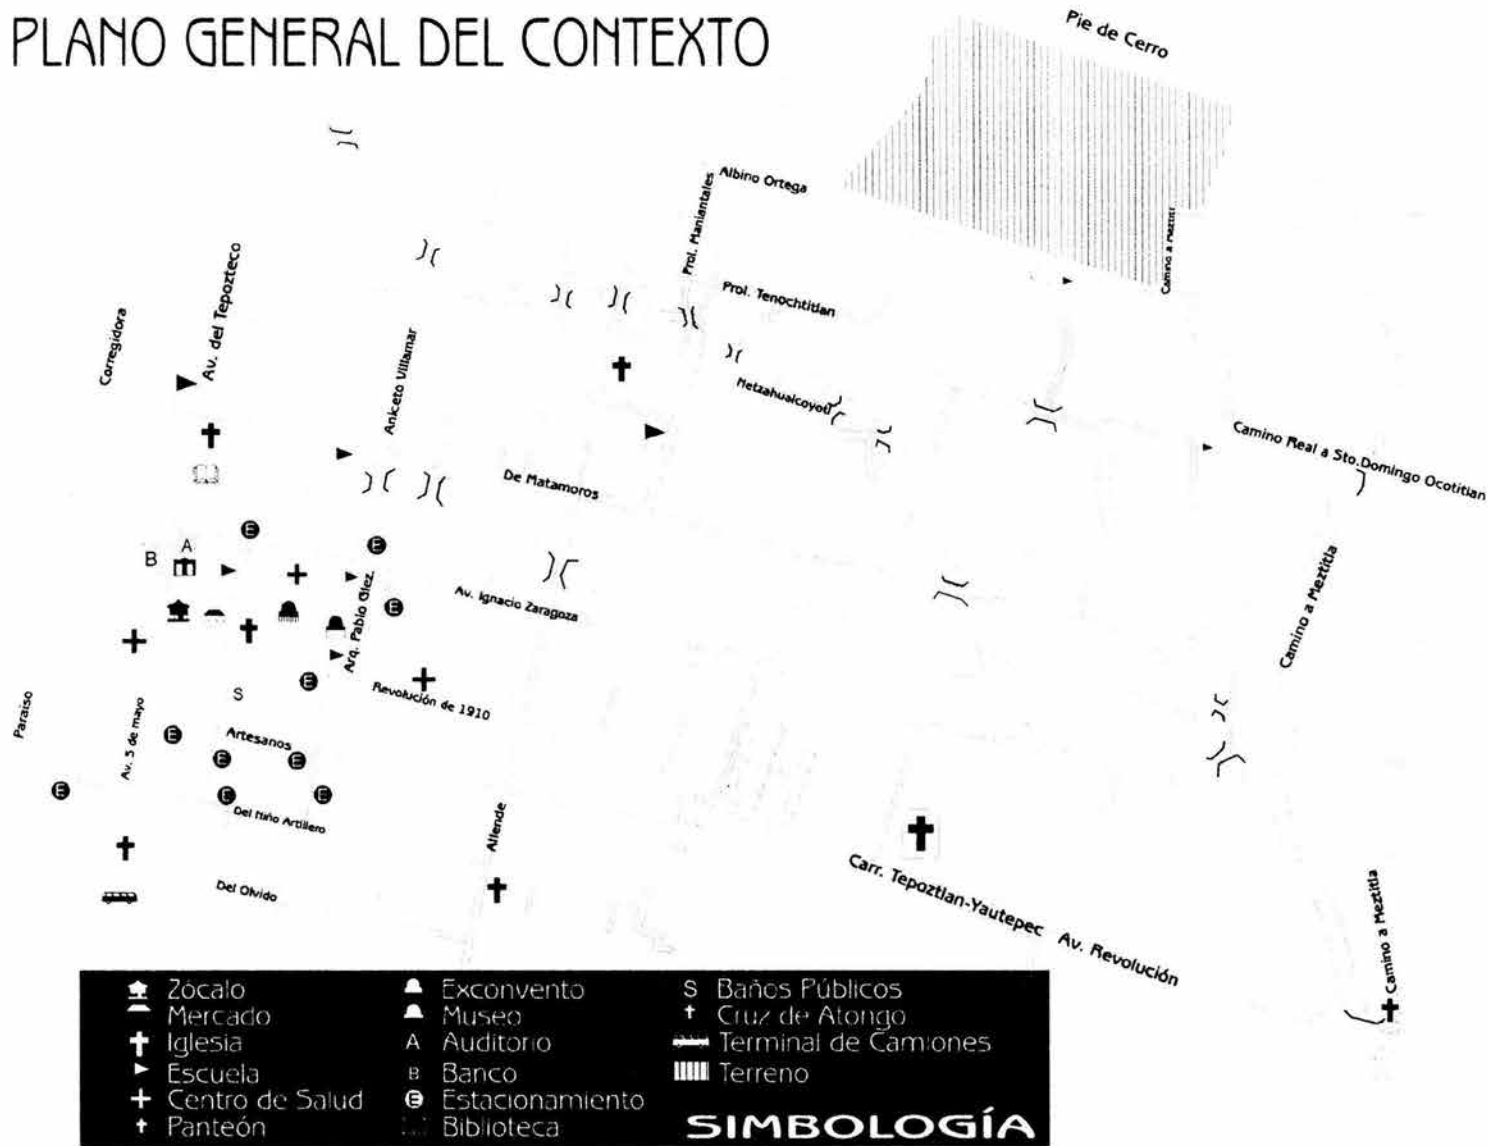 PLANO GENERAL DEL CONTEXTO
Pie de Cerro
Albino Ortega
Prol. Maniantales
Camino a Meztitl
Av. del Tepozteco
Prol. Tenochtitlan
Corregidora
Aniceto Villamar
Netzahualcoyotl
Camino Real a Sto.Domingo Ocotitlan
De Matamoros
E
B
A
E
Camino a Meztitla
Av. Ignacio Zaragoza
E
Arq. Pablo Glez.
S
E
Revolución de 1910
Paraiso
Av. 5 de mayo
E
Artesanos
E
E
E
E
E
Del Niño Artillero
Allende
Carr. Tepoztlan-Yautepec Av. Revolución
Del Olvido
Camino a Meztitla
Zócalo
Mercado
Iglesia
Escuela
Centro de Salud
Panteón
Exconvento
Museo
A Auditorio
B Banco
E Estacionamiento
Biblioteca
S Baños Públicos
Cruz de Atongo
Terminal de Camiones
Terreno
SIMBOLOGÍA